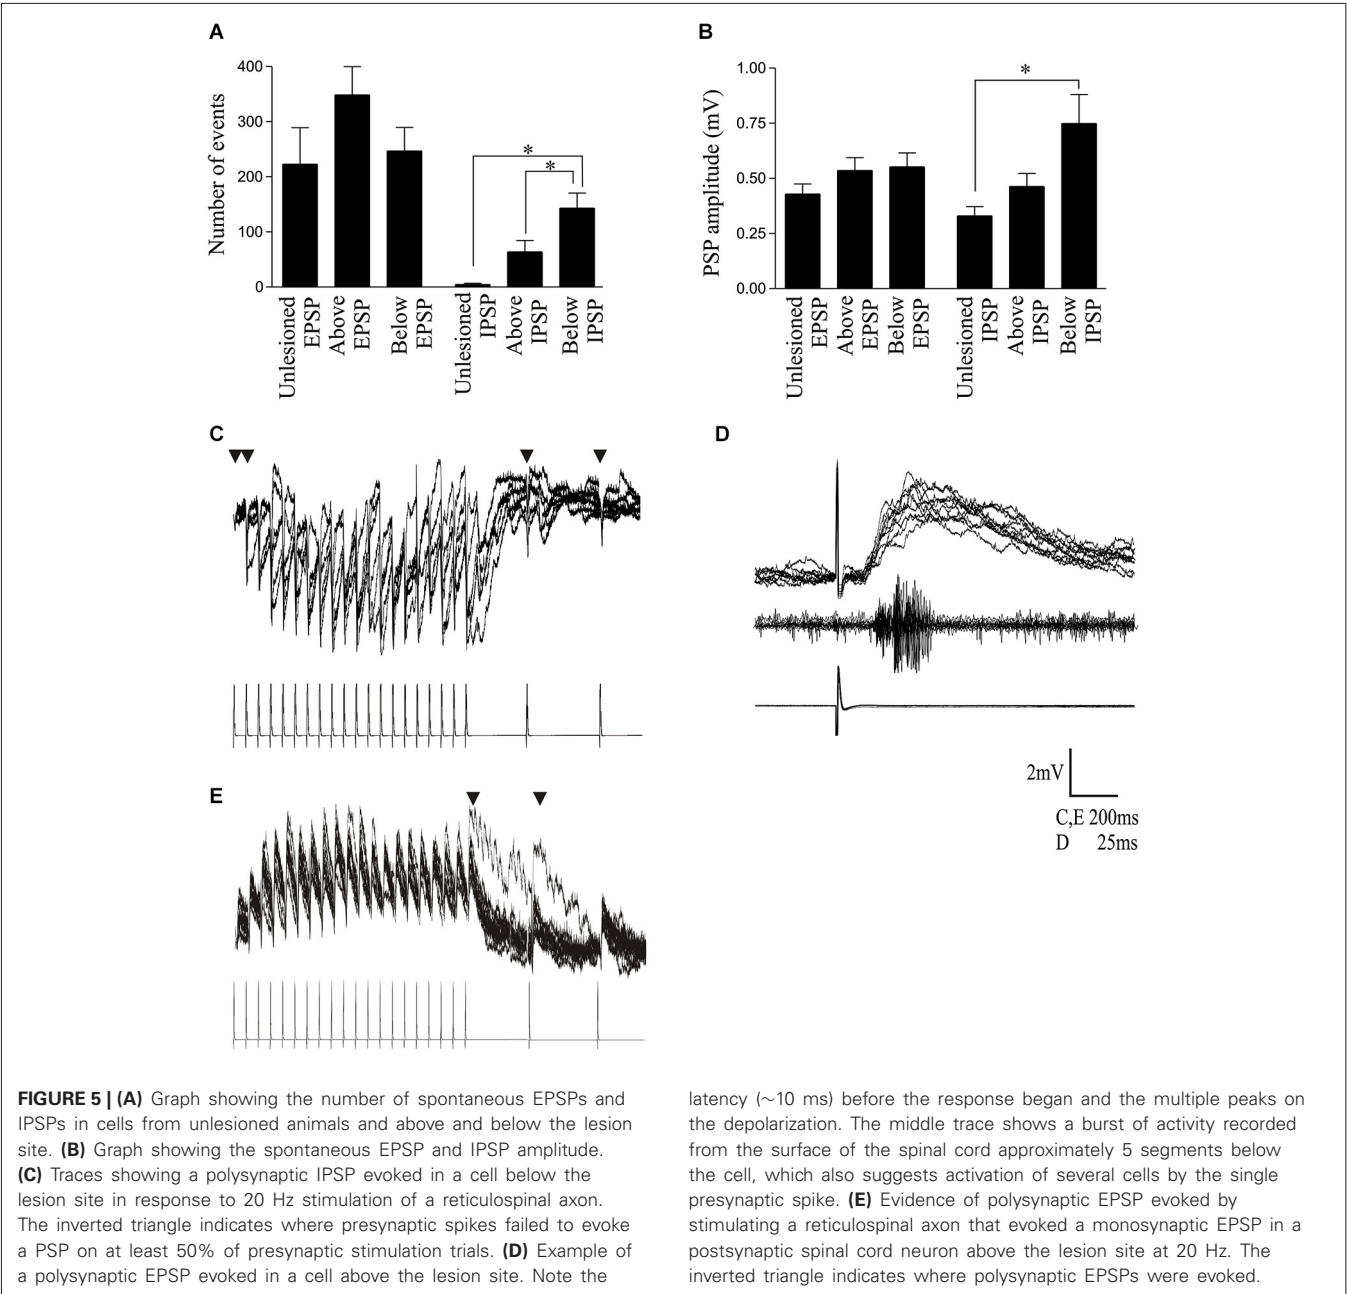 A
400
300
200
100
0
Number of events
*
*
Unlesioned
EPSP
Above
EPSP
Below
EPSP
Unlesioned
IPSP
Above
IPSP
Below
IPSP
B
1.00
0.75
0.50
0.25
0.00
PSP amplitude (mV)
*
Unlesioned
EPSP
Above
EPSP
Below
EPSP
Unlesioned
IPSP
Above
IPSP
Below
IPSP
C
D
2mV
C,E 200ms
D 25ms
E
FIGURE 5 | (A) Graph showing the number of spontaneous EPSPs and
IPSPs in cells from unlesioned animals and above and below the lesion
site. (B) Graph showing the spontaneous EPSP and IPSP amplitude.
(C) Traces showing a polysynaptic IPSP evoked in a cell below the
lesion site in response to 20 Hz stimulation of a reticulospinal axon.
The inverted triangle indicates where presynaptic spikes failed to evoke
a PSP on at least 50% of presynaptic stimulation trials. (D) Example of
a polysynaptic EPSP evoked in a cell above the lesion site. Note the
latency (∼10 ms) before the response began and the multiple peaks on
the depolarization. The middle trace shows a burst of activity recorded
from the surface of the spinal cord approximately 5 segments below
the cell, which also suggests activation of several cells by the single
presynaptic spike. (E) Evidence of polysynaptic EPSP evoked by
stimulating a reticulospinal axon that evoked a monosynaptic EPSP in a
postsynaptic spinal cord neuron above the lesion site at 20 Hz. The
inverted triangle indicates where polysynaptic EPSPs were evoked.